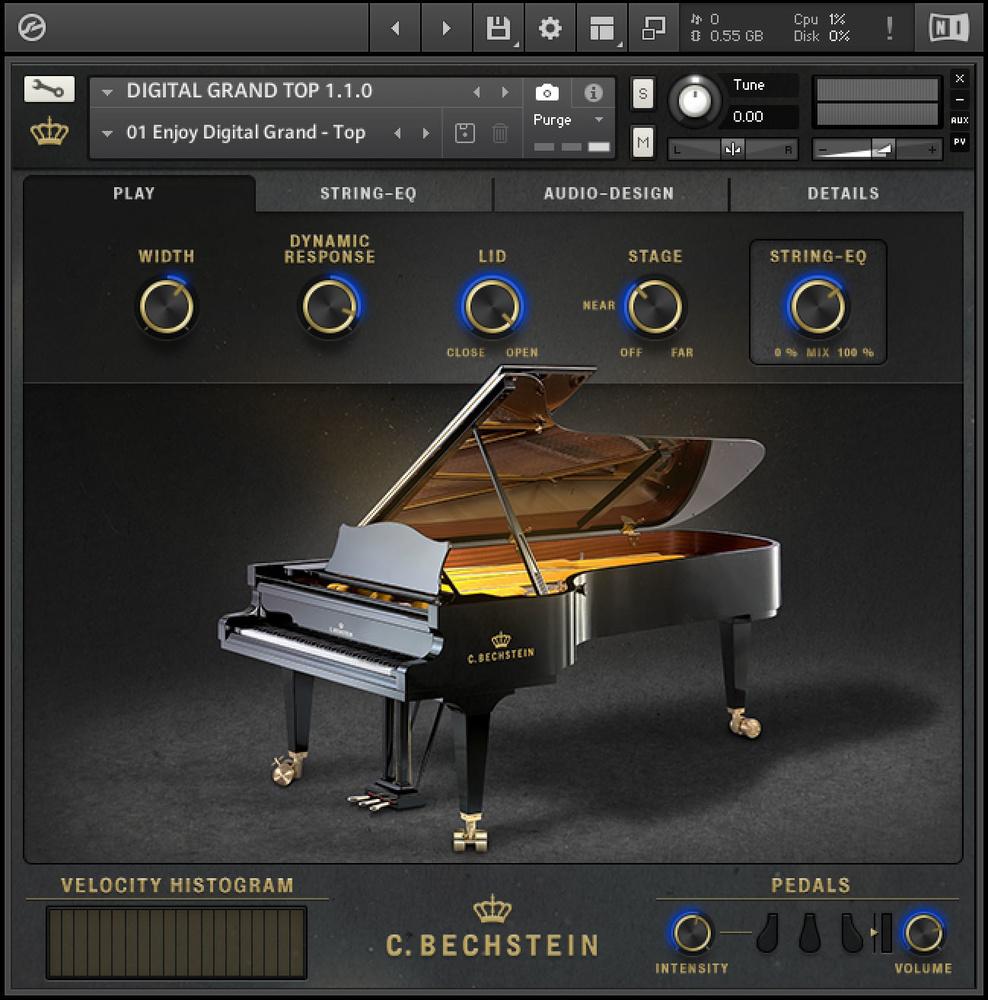 0 Cpu 1%
0.55 GB Disk 0% !
NI
DIGITAL GRAND TOP 1.1.0
01 Enjoy Digital Grand - Top
Purge
S
M
Tune
0.00
L R
- +
×
-
AUX
PV
PLAY STRING-EQ AUDIO-DESIGN DETAILS
WIDTH DYNAMIC RESPONSE LID STAGE STRING-EQ
NEAR
CLOSE OPEN OFF FAR 0 % MIX 100 %
C.BECHSTEIN
VELOCITY HISTOGRAM PEDALS
C. BECHSTEIN
INTENSITY VOLUME